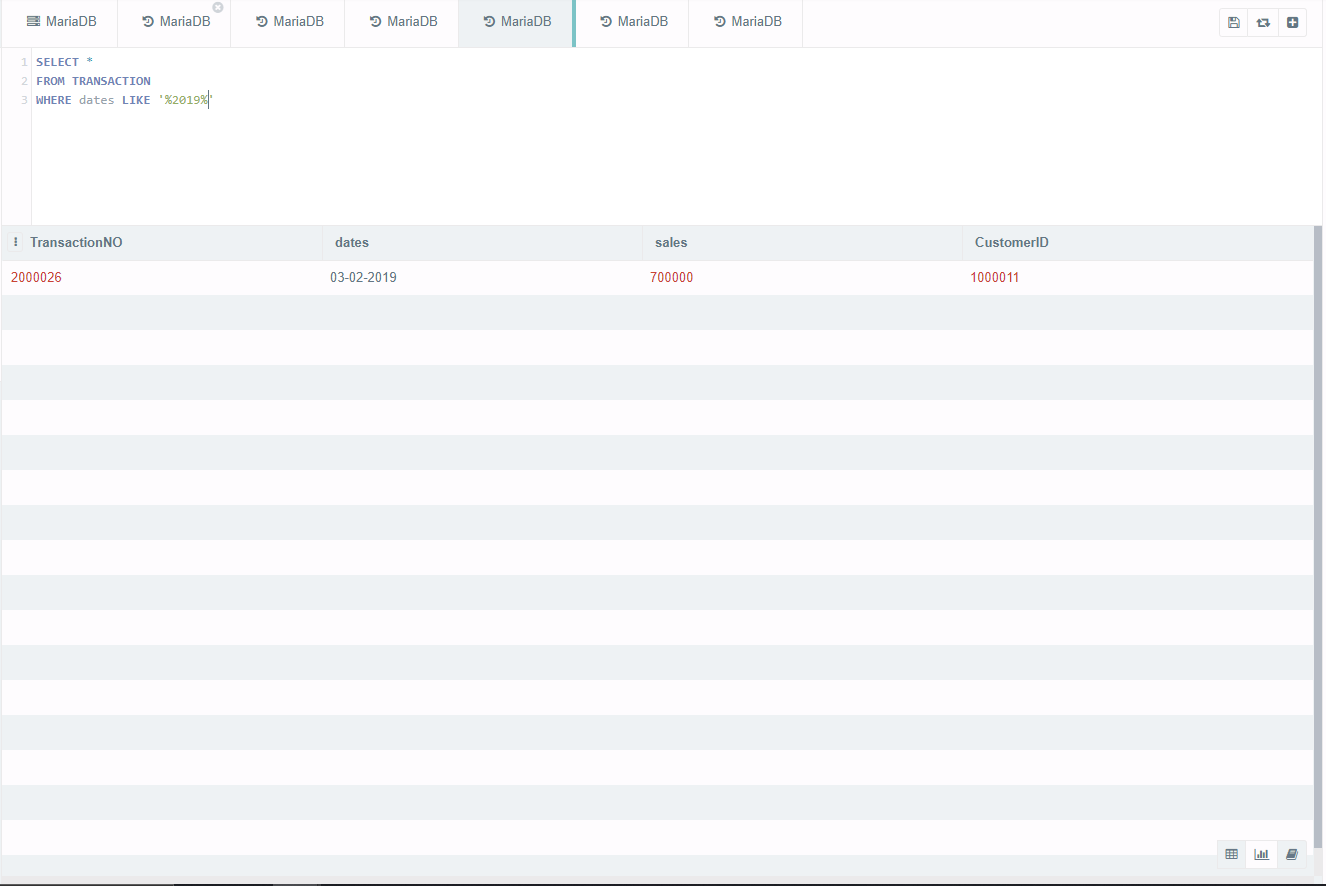 MariaDB MariaDB MariaDB MariaDB MariaDB MariaDB MariaDB
1 SELECT *
2 FROM TRANSACTION
3 WHERE dates LIKE '%2019%'
TransactionNO dates sales CustomerID
2000026 03-02-2019 700000 1000011